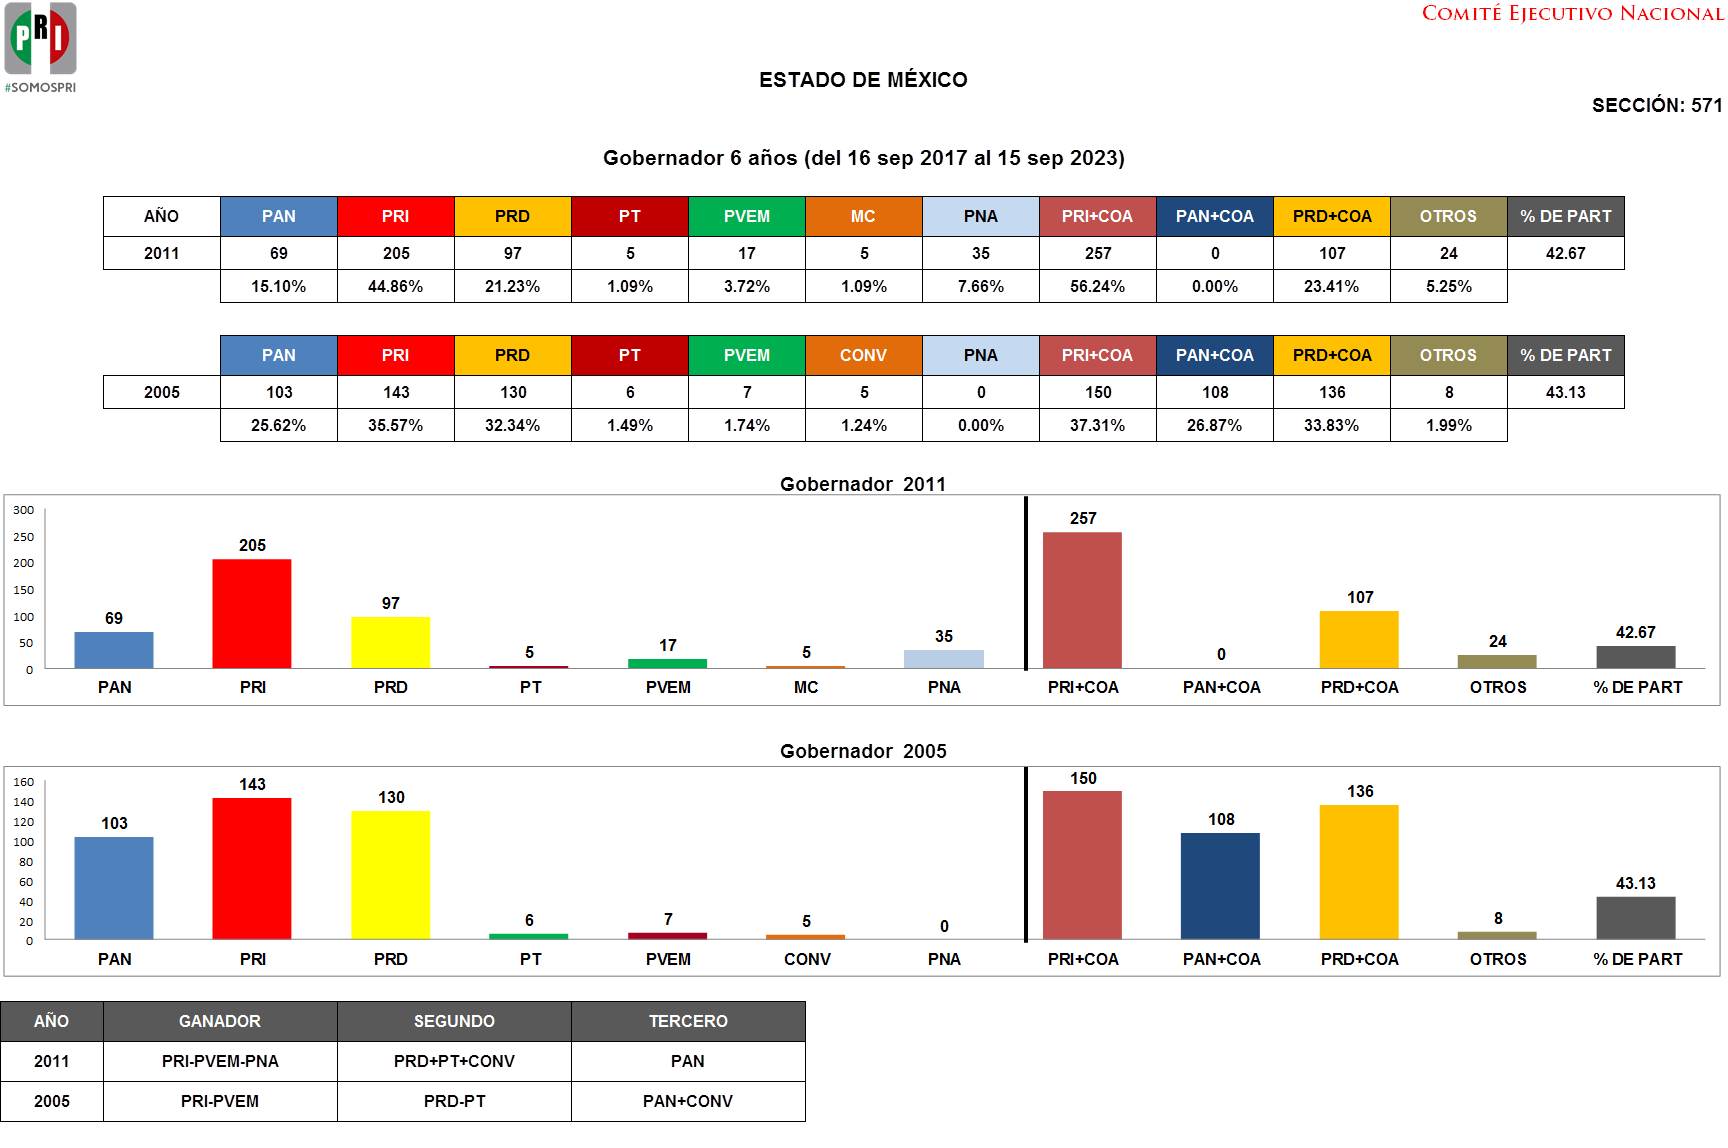 PRI
#SOMOSPRI
COMITÉ EJECUTIVO NACIONAL
ESTADO DE MÉXICO
SECCIÓN: 571
Gobernador 6 años (del 16 sep 2017 al 15 sep 2023)
AÑO PAN PRI PRD PT PVEM MC PNA PRI+COA PAN+COA PRD+COA OTROS % DE PART
2011 69 205 97 5 17 5 35 257 0 107 24 42.67
15.10% 44.86% 21.23% 1.09% 3.72% 1.09% 7.66% 56.24% 0.00% 23.41% 5.25%
PAN PRI PRD PT PVEM CONV PNA PRI+COA PAN+COA PRD+COA OTROS % DE PART
2005 103 143 130 6 7 5 0 150 108 136 8 43.13
25.62% 35.57% 32.34% 1.49% 1.74% 1.24% 0.00% 37.31% 26.87% 33.83% 1.99%
Gobernador 2011
300
250
200
150
100
50
0
69 205 97 5 17 5 35 257 0 107 24 42.67
PAN PRI PRD PT PVEM MC PNA PRI+COA PAN+COA PRD+COA OTROS % DE PART
Gobernador 2005
160
140
120
100
80
60
40
20
0
103 143 130 6 7 5 0 150 108 136 8 43.13
PAN PRI PRD PT PVEM CONV PNA PRI+COA PAN+COA PRD+COA OTROS % DE PART
AÑO GANADOR SEGUNDO TERCERO
2011 PRI-PVEM-PNA PRD+PT+CONV PAN
2005 PRI-PVEM PRD-PT PAN+CONV